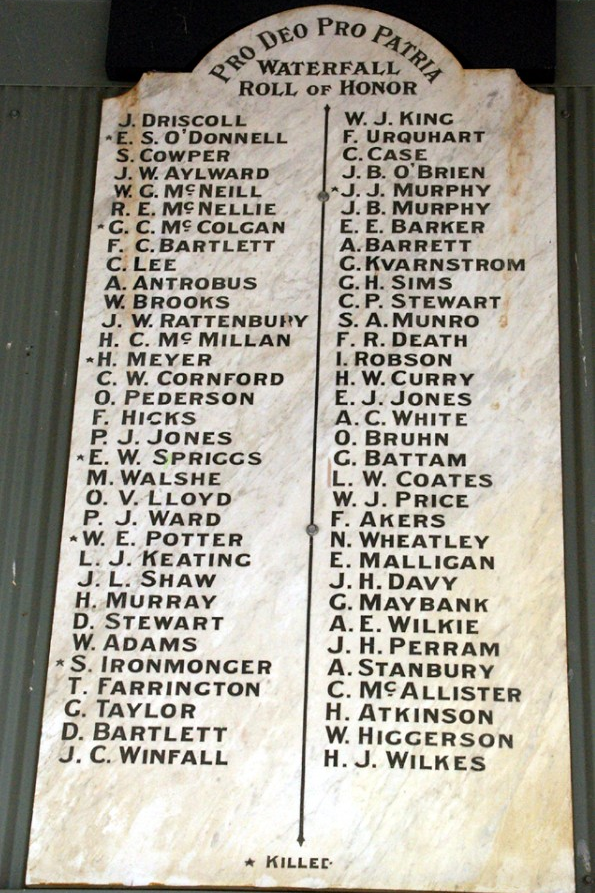 PRO DEO PRO PATRIA
WATERFALL
ROLL OF HONOR
J. DRISCOLL
*E. S. O'DONNELL
S. COWPER
J. W. AYLWARD
W. G. McNEILL
R. E. McNELLIE
*G. C. McCOLGAN
F. C. BARTLETT
C. LEE
A. ANTROBUS
W. BROOKS
J. W. RATTENBURY
H. C. McMILLAN
*H. MEYER
C. W. CORNFORD
O. PEDERSON
F. HICKS
P. J. JONES
*E. W. SPRIGGS
M. WALSHE
O. V. LLOYD
P. J. WARD
*W. E. POTTER
L. J. KEATING
J. L. SHAW
H. MURRAY
D. STEWART
W. ADAMS
*S. IRONMONGER
T. FARRINGTON
G. TAYLOR
D. BARTLETT
J. C. WINFALL
W. J. KING
F. URQUHART
C. CASE
J. B. O'BRIEN
*J. J. MURPHY
J. B. MURPHY
E. E. BARKER
A. BARRETT
G. KVARNSTROM
G. H. SIMS
C. P. STEWART
S. A. MUNRO
F. R. DEATH
I. ROBSON
H. W. CURRY
E. J. JONES
A. C. WHITE
O. BRUHN
G. BATTAM
L. W. COATES
W. J. PRICE
F. AKERS
N. WHEATLEY
E. MALLIGAN
J. H. DAVY
G. MAYBANK
A. E. WILKIE
J. H. PERRAM
A. STANBURY
C. McALLISTER
H. ATKINSON
W. HIGGERSON
H. J. WILKES
* KILLED.